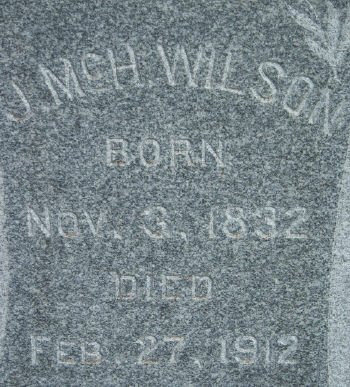 J. McH. WILSON
BORN
NOV. 3, 1832
DIED
FEB. 27, 1912